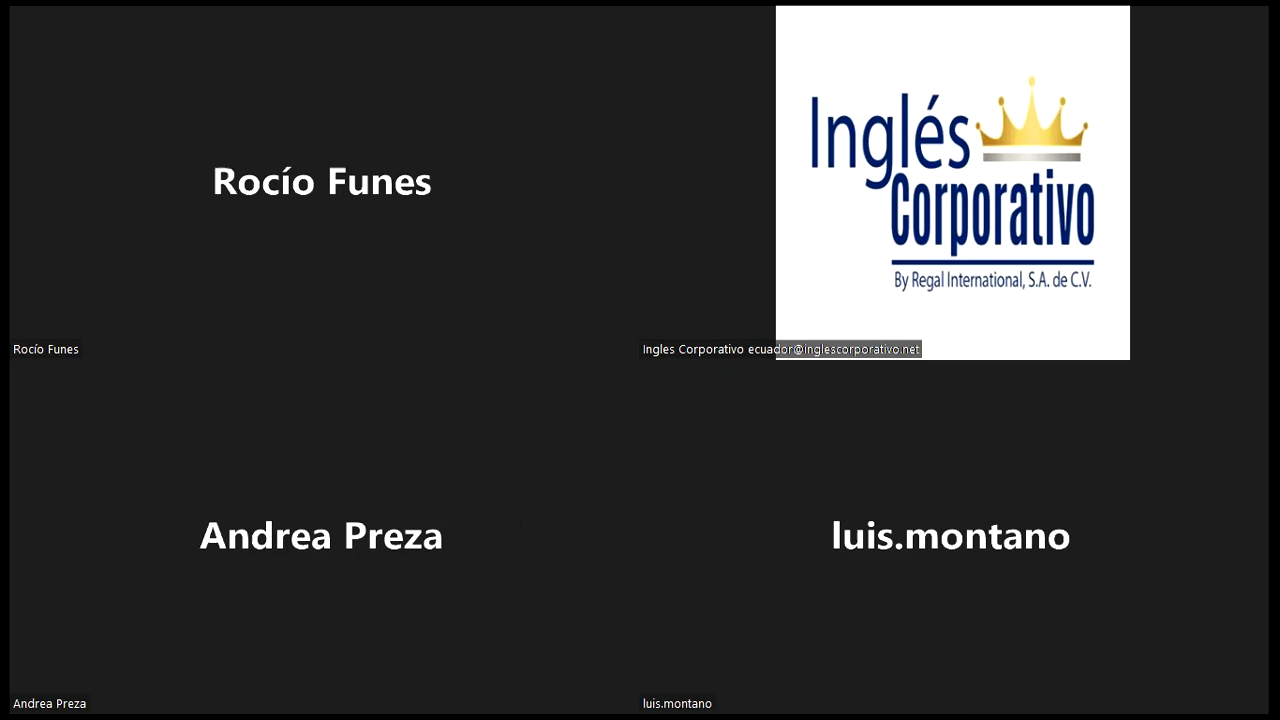 Rocío Funes
Rocío Funes
Inglés
Corporativo
By Regal International, S.A. de C.V.
Ingles Corporativo ecuador@inglescorporativo.net
Andrea Preza
Andrea Preza
luis.montano
luis.montano